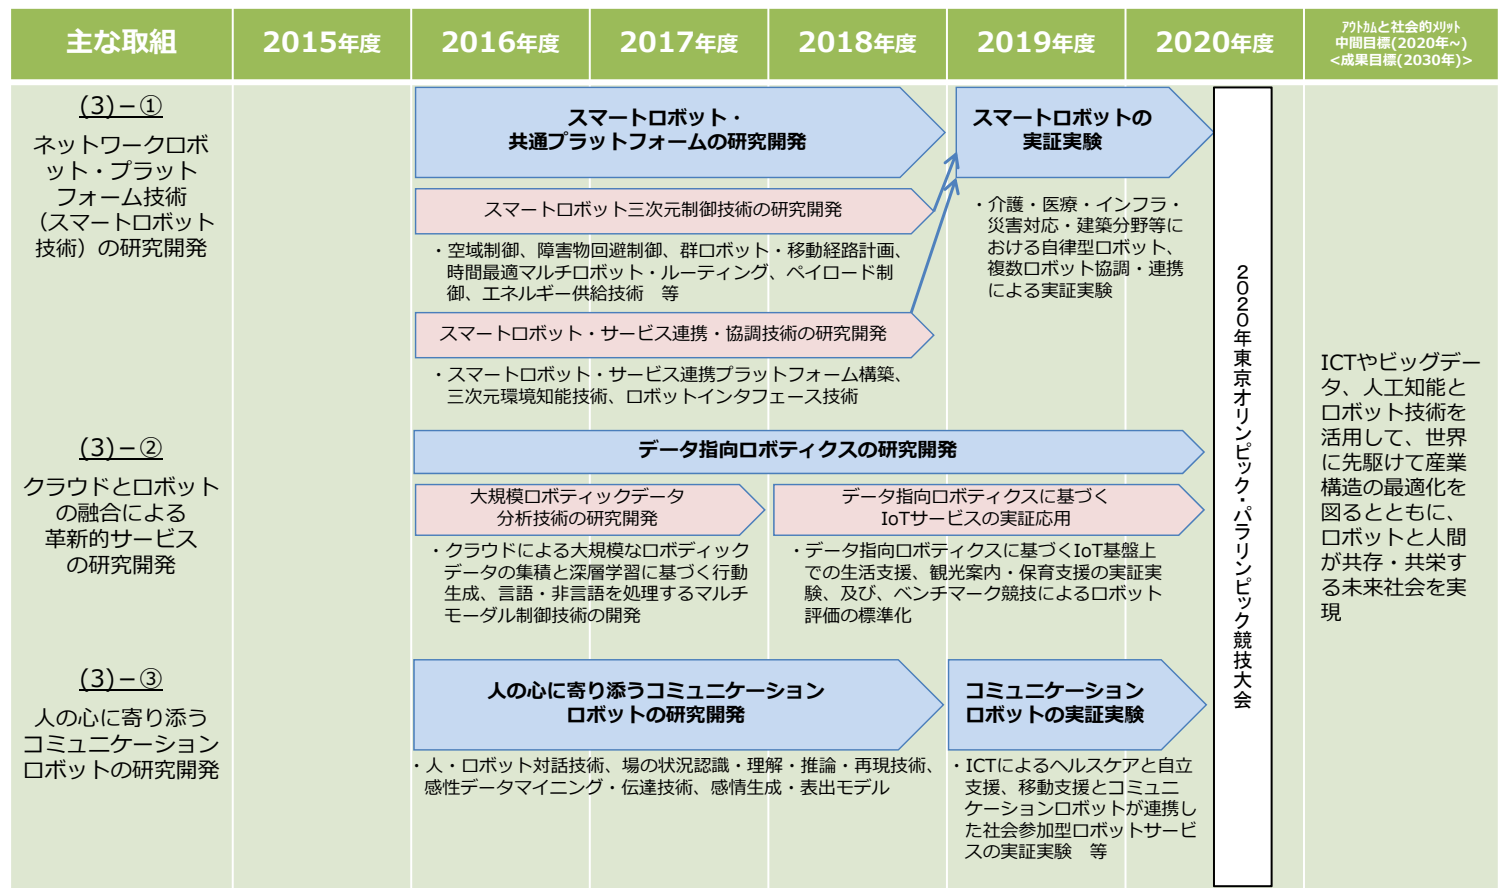 主な取組
2015年度
2016年度
2017年度
2018年度
2019年度
2020年度
ｱｳﾄｶﾑと社会的ﾒﾘｯﾄ
中間目標(2020年~)
<成果目標(2030年)>
(3)－①
ネットワークロボ
ット・プラット
フォーム技術
（スマートロボット
技術）の研究開発
スマートロボット・
共通プラットフォームの研究開発
スマートロボットの
実証実験
スマートロボット三次元制御技術の研究開発
・空域制御、障害物回避制御、群ロボット・移動経路計画、
時間最適マルチロボット・ルーティング、ペイロード制
御、エネルギー供給技術　等
・介護・医療・インフラ・
災害対応・建築分野等に
おける自律型ロボット、
複数ロボット協調・連携
による実証実験
スマートロボット・サービス連携・協調技術の研究開発
・スマートロボット・サービス連携プラットフォーム構築、
三次元環境知能技術、ロボットインタフェース技術
(3)－②
クラウドとロボット
の融合による
革新的サービス
の研究開発
データ指向ロボティクスの研究開発
大規模ロボティックデータ
分析技術の研究開発
データ指向ロボティクスに基づく
IoTサービスの実証応用
・クラウドによる大規模なロボディック
データの集積と深層学習に基づく行動
生成、言語・非言語を処理するマルチ
モーダル制御技術の開発
・データ指向ロボティクスに基づくIoT基盤上
での生活支援、観光案内・保育支援の実証実
験、及び、ベンチマーク競技によるロボット
評価の標準化
(3)－③
人の心に寄り添う
コミュニケーション
ロボットの研究開発
人の心に寄り添うコミュニケーション
ロボットの研究開発
コミュニケーション
ロボットの実証実験
・人・ロボット対話技術、場の状況認識・理解・推論・再現技術、
感性データマイニング・伝達技術、感情生成・表出モデル
・ICTによるヘルスケアと自立
支援、移動支援とコミュニ
ケーションロボットが連携し
た社会参加型ロボットサービ
スの実証実験　等
２０２０年東京オリンピック・パラリンピック競技大会
ICTやビッグデー
タ、人工知能と
ロボット技術を
活用して、世界
に先駆けて産業
構造の最適化を
図るとともに、
ロボットと人間
が共存・共栄す
る未来社会を実
現